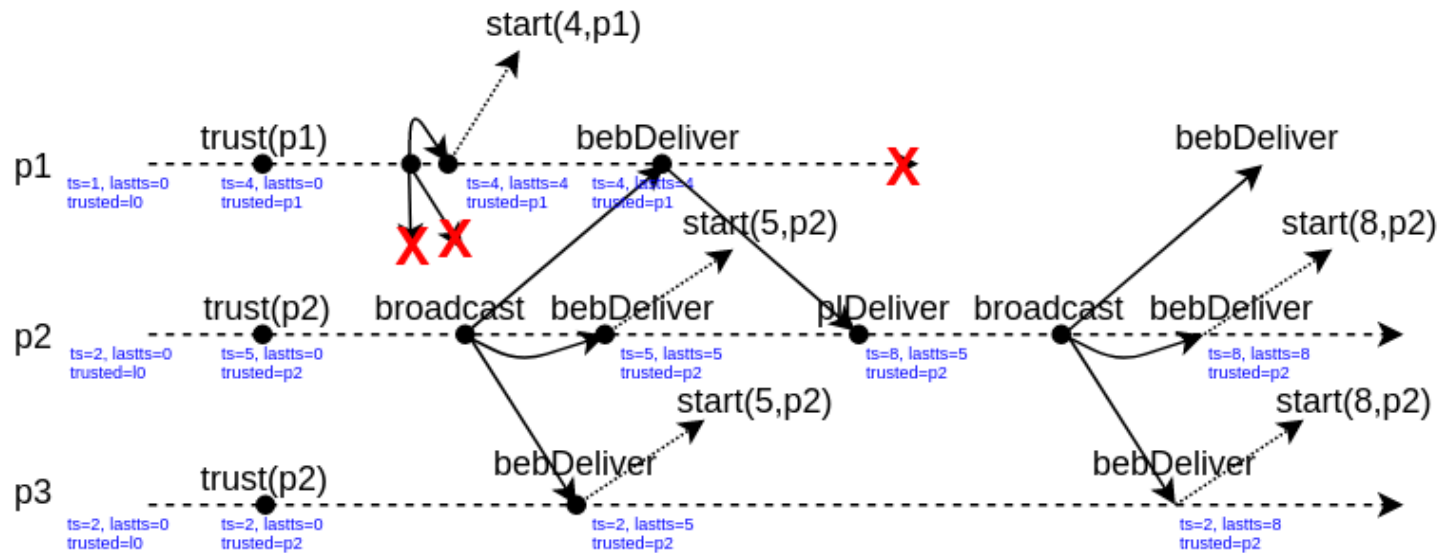 start(4,p1)
trust(p1)
bebDeliver
bebDeliver
p1
X
ts=1, lastts=0
trusted=l0
ts=4, lastts=0
trusted=p1
ts=4, lastts=4
trusted=p1
ts=4, lastts=4
trusted=p1
X X
start(5,p2)
start(8,p2)
trust(p2)
broadcast
bebDeliver
plDeliver
broadcast
bebDeliver
p2
ts=2, lastts=0
trusted=l0
ts=5, lastts=0
trusted=p2
ts=5, lastts=5
trusted=p2
ts=8, lastts=5
trusted=p2
ts=8, lastts=8
trusted=p2
start(5,p2)
start(8,p2)
trust(p2)
bebDeliver
bebDeliver
p3
ts=2, lastts=0
trusted=l0
ts=2, lastts=0
trusted=p2
ts=2, lastts=5
trusted=p2
ts=2, lastts=8
trusted=p2